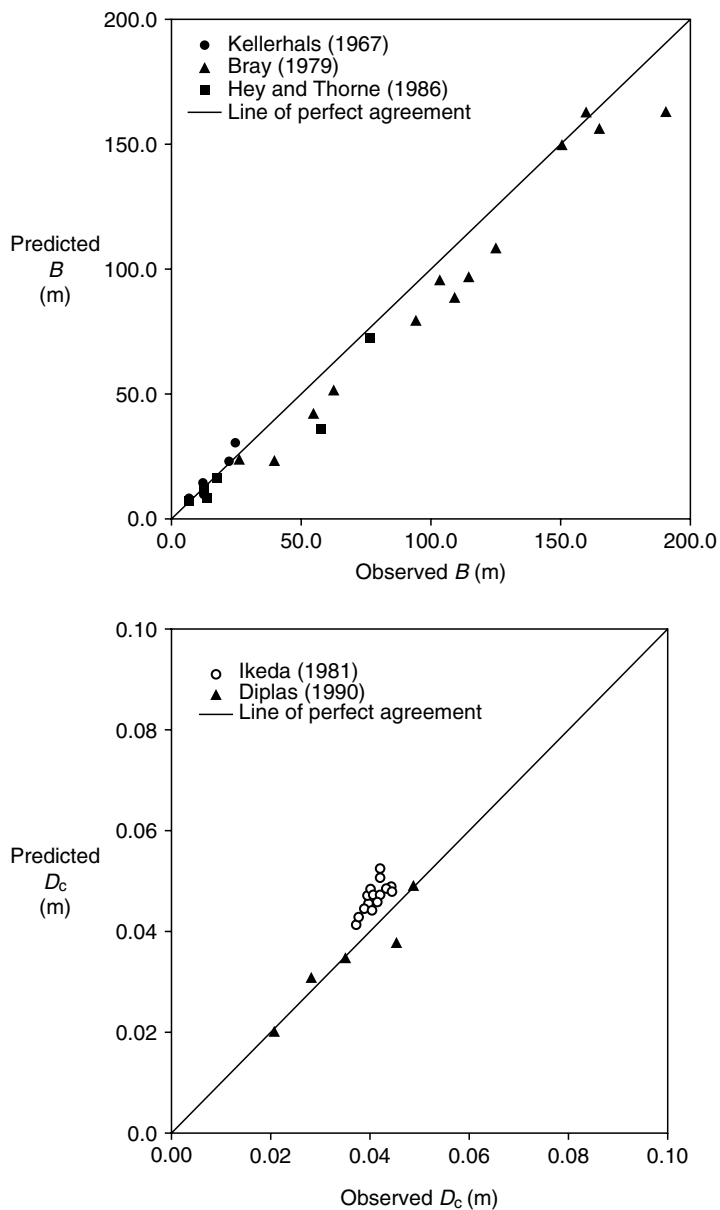 200.0
Kellerhals (1967)
Bray (1979)
Hey and Thorne (1986)
Line of perfect agreement
150.0
Predicted
B
(m)
100.0
50.0
0.0
0.0 50.0 100.0 150.0 200.0
Observed B (m)
0.10
Ikeda (1981)
Diplas (1990)
Line of perfect agreement
0.08
0.06
Predicted
Dc
(m)
0.04
0.02
0.0
0.00 0.02 0.04 0.06 0.08 0.10
Observed Dc (m)